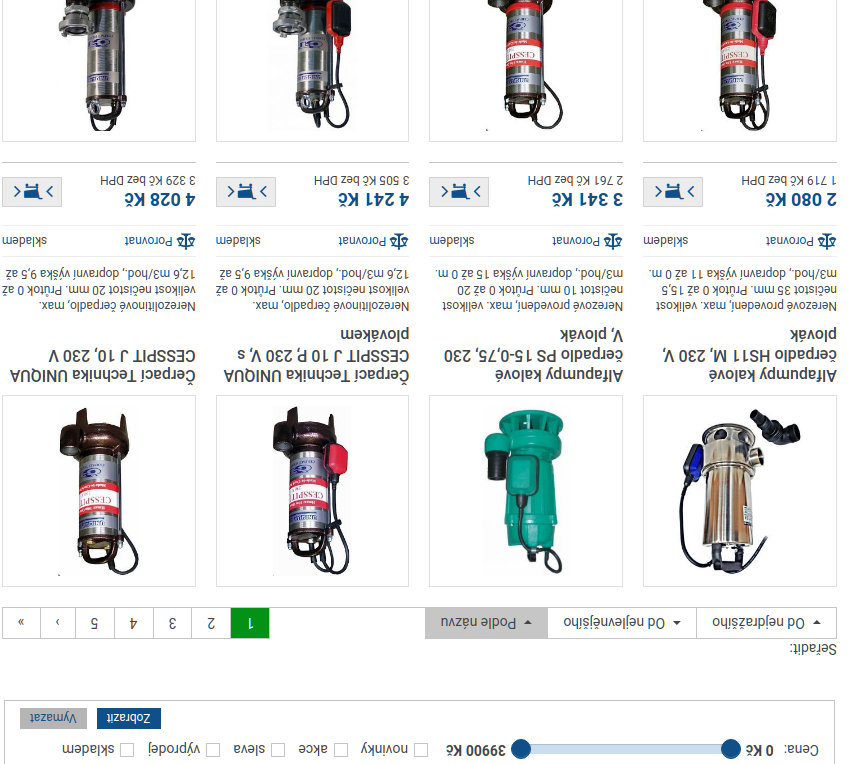 Cena: 0 Kč 39900 Kč novinky akce sleva výprodej skladem
Zobrazit Vymazat
Seřadit:
Od nejdražšího Od nejlevnějšího Podle názvu 1 2 3 4 5 › »
Alfapumpy kalové
čerpadlo HS11 M, 230 V,
plovák
Nerezové provedení, max. velikost
nečistot 35 mm. Průtok 0 až 15,5
m3/hod., dopravní výška 11 až 0 m.
Porovnat skladem
2 080 Kč
1 719 Kč bez DPH
Alfapumpy kalové
čerpadlo PS 15-0,75, 230
V, plovák
Nerezové provedení, max. velikost
nečistot 10 mm. Průtok 0 až 20
m3/hod., dopravní výška 15 až 0 m.
Porovnat skladem
3 341 Kč
2 761 Kč bez DPH
Čerpací Technika UNIQUA
CESSPIT J 10 P, 230 V, s
plovákem
Nerezolitinové čerpadlo, max.
velikost nečistot 20 mm. Průtok 0 až
12,6 m3/hod., dopravní výška 9,5 až
Porovnat skladem
4 241 Kč
3 505 Kč bez DPH
Čerpací Technika UNIQUA
CESSPIT J 10, 230 V
Nerezolitinové čerpadlo, max.
velikost nečistot 20 mm. Průtok 0 až
12,6 m3/hod., dopravní výška 9,5 až
Porovnat skladem
4 028 Kč
3 329 Kč bez DPH
CESSPIT
CESSPIT
CESSPIT
CESSPIT